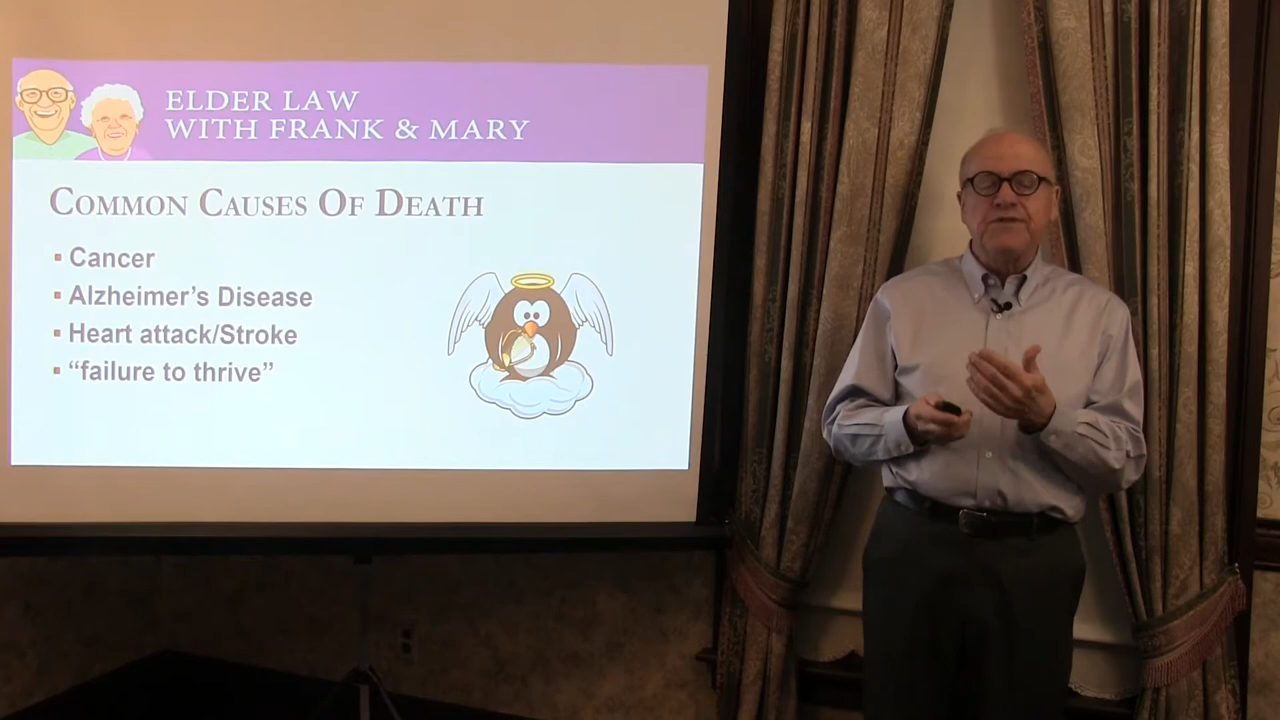 ELDER LAW
WITH FRANK & MARY
COMMON CAUSES OF DEATH
▪ Cancer
▪ Alzheimer's Disease
▪ Heart attack/Stroke
▪ “failure to thrive”